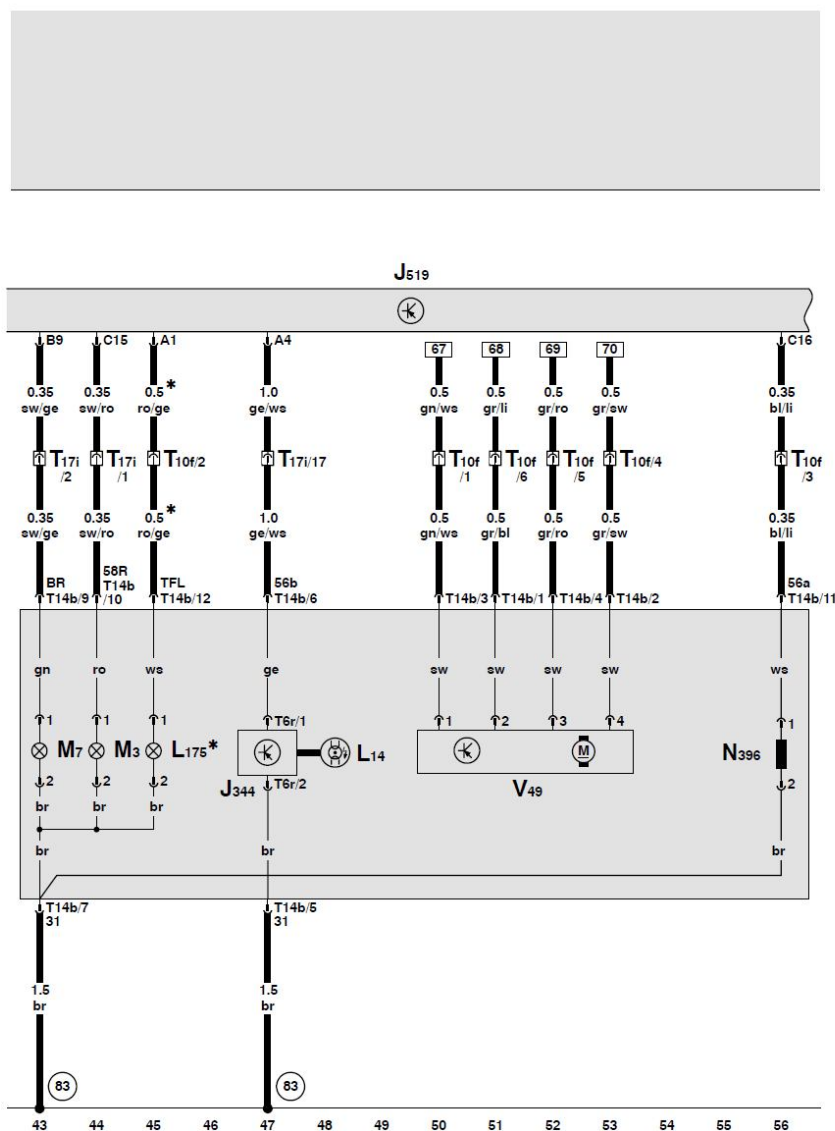 J519
B9 C15 A1 A4 67 68 69 70 C16
0.35 0.35 0.5 * 1.0 0.5 0.5 0.5 0.5 0.35
sw/ge sw/ro ro/ge ge/ws gn/ws gr/li gr/ro gr/sw bl/li
T17i T17i T10f/2 T17i/17 T10f T10f T10f T10f/4 T10f
/2 /1 /1 /6 /5 /3
0.35 0.35 0.5 * 1.0 0.5 0.5 0.5 0.5 0.35
sw/ge sw/ro ro/ge ge/ws gn/ws gr/bl gr/ro gr/sw bl/li
58R
BR T14b TFL 56b 56a
T14b/9 /10 T14b/12 T14b/6 T14b/3 T14b/1 T14b/4 T14b/2 T14b/11
gn ro ws ge sw sw sw sw ws
1 1 1 T6r/1 1 2 3 4 1
M7 M3 L175* L14 M N396
2 2 2 J344 T6r/2 V49 2
br br br
br br br
T14b/7 T14b/5
31 31
1.5 1.5
br br
83 83
43 44 45 46 47 48 49 50 51 52 53 54 55 56